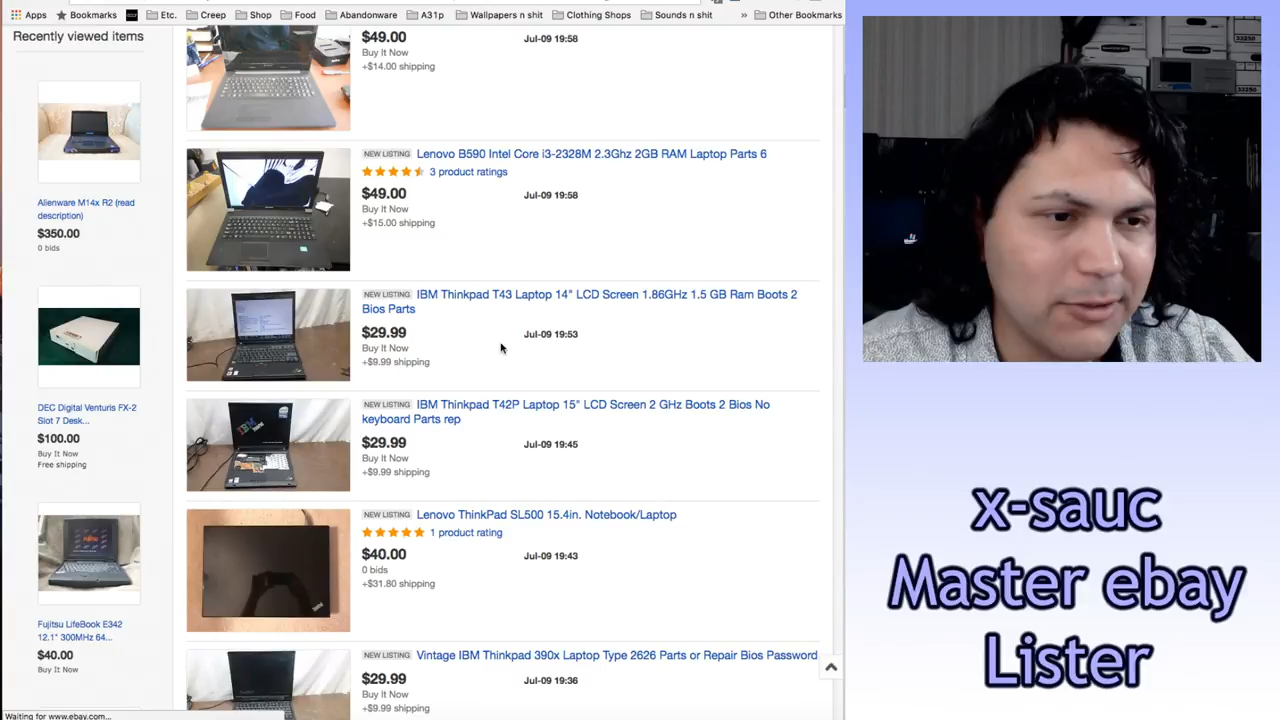 Apps
Bookmarks
Etc.
Creep
Shop
Food
Abandonware
A31p
Wallpapers n shit
Clothing Shops
Sounds n shit
»
Other Bookmarks
Recently viewed items
Alienware M14x R2 (read
description)
$350.00
0 bids
DEC Digital Venturis FX-2
Slot 7 Desk...
$100.00
Buy It Now
Free shipping
Fujitsu LifeBook E342
12.1" 300MHz 64...
$40.00
Buy It Now
$49.00 Jul-09 19:58
Buy It Now
+$14.00 shipping
NEW LISTING Lenovo B590 Intel Core i3-2328M 2.3Ghz 2GB RAM Laptop Parts 6
3 product ratings
$49.00 Jul-09 19:58
Buy It Now
+$15.00 shipping
NEW LISTING IBM Thinkpad T43 Laptop 14" LCD Screen 1.86GHz 1.5 GB Ram Boots 2
Bios Parts
$29.99 Jul-09 19:53
Buy It Now
+$9.99 shipping
NEW LISTING IBM Thinkpad T42P Laptop 15" LCD Screen 2 GHz Boots 2 Bios No
keyboard Parts rep
$29.99 Jul-09 19:45
Buy It Now
+$9.99 shipping
NEW LISTING Lenovo ThinkPad SL500 15.4in. Notebook/Laptop
1 product rating
$40.00 Jul-09 19:43
0 bids
+$31.80 shipping
NEW LISTING Vintage IBM Thinkpad 390x Laptop Type 2626 Parts or Repair Bios Password
$29.99 Jul-09 19:36
Buy It Now
+$9.99 shipping
Waiting for www.ebay.com...
x-sauc
Master ebay
Lister